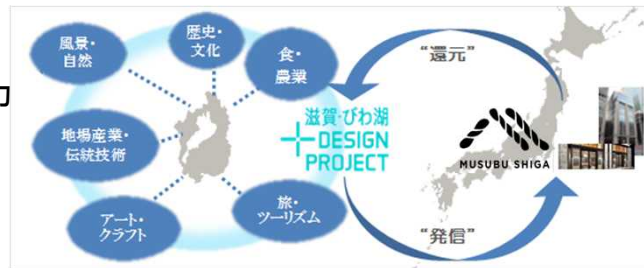 風景・
自然
歴史・
文化
食・
農業
地場産業・
伝統技術
アート・
クラフト
旅・
ツーリズム
滋賀・びわ湖
+DESIGN
PROJECT
“還元”
MUSUBU SHIGA
“発信”